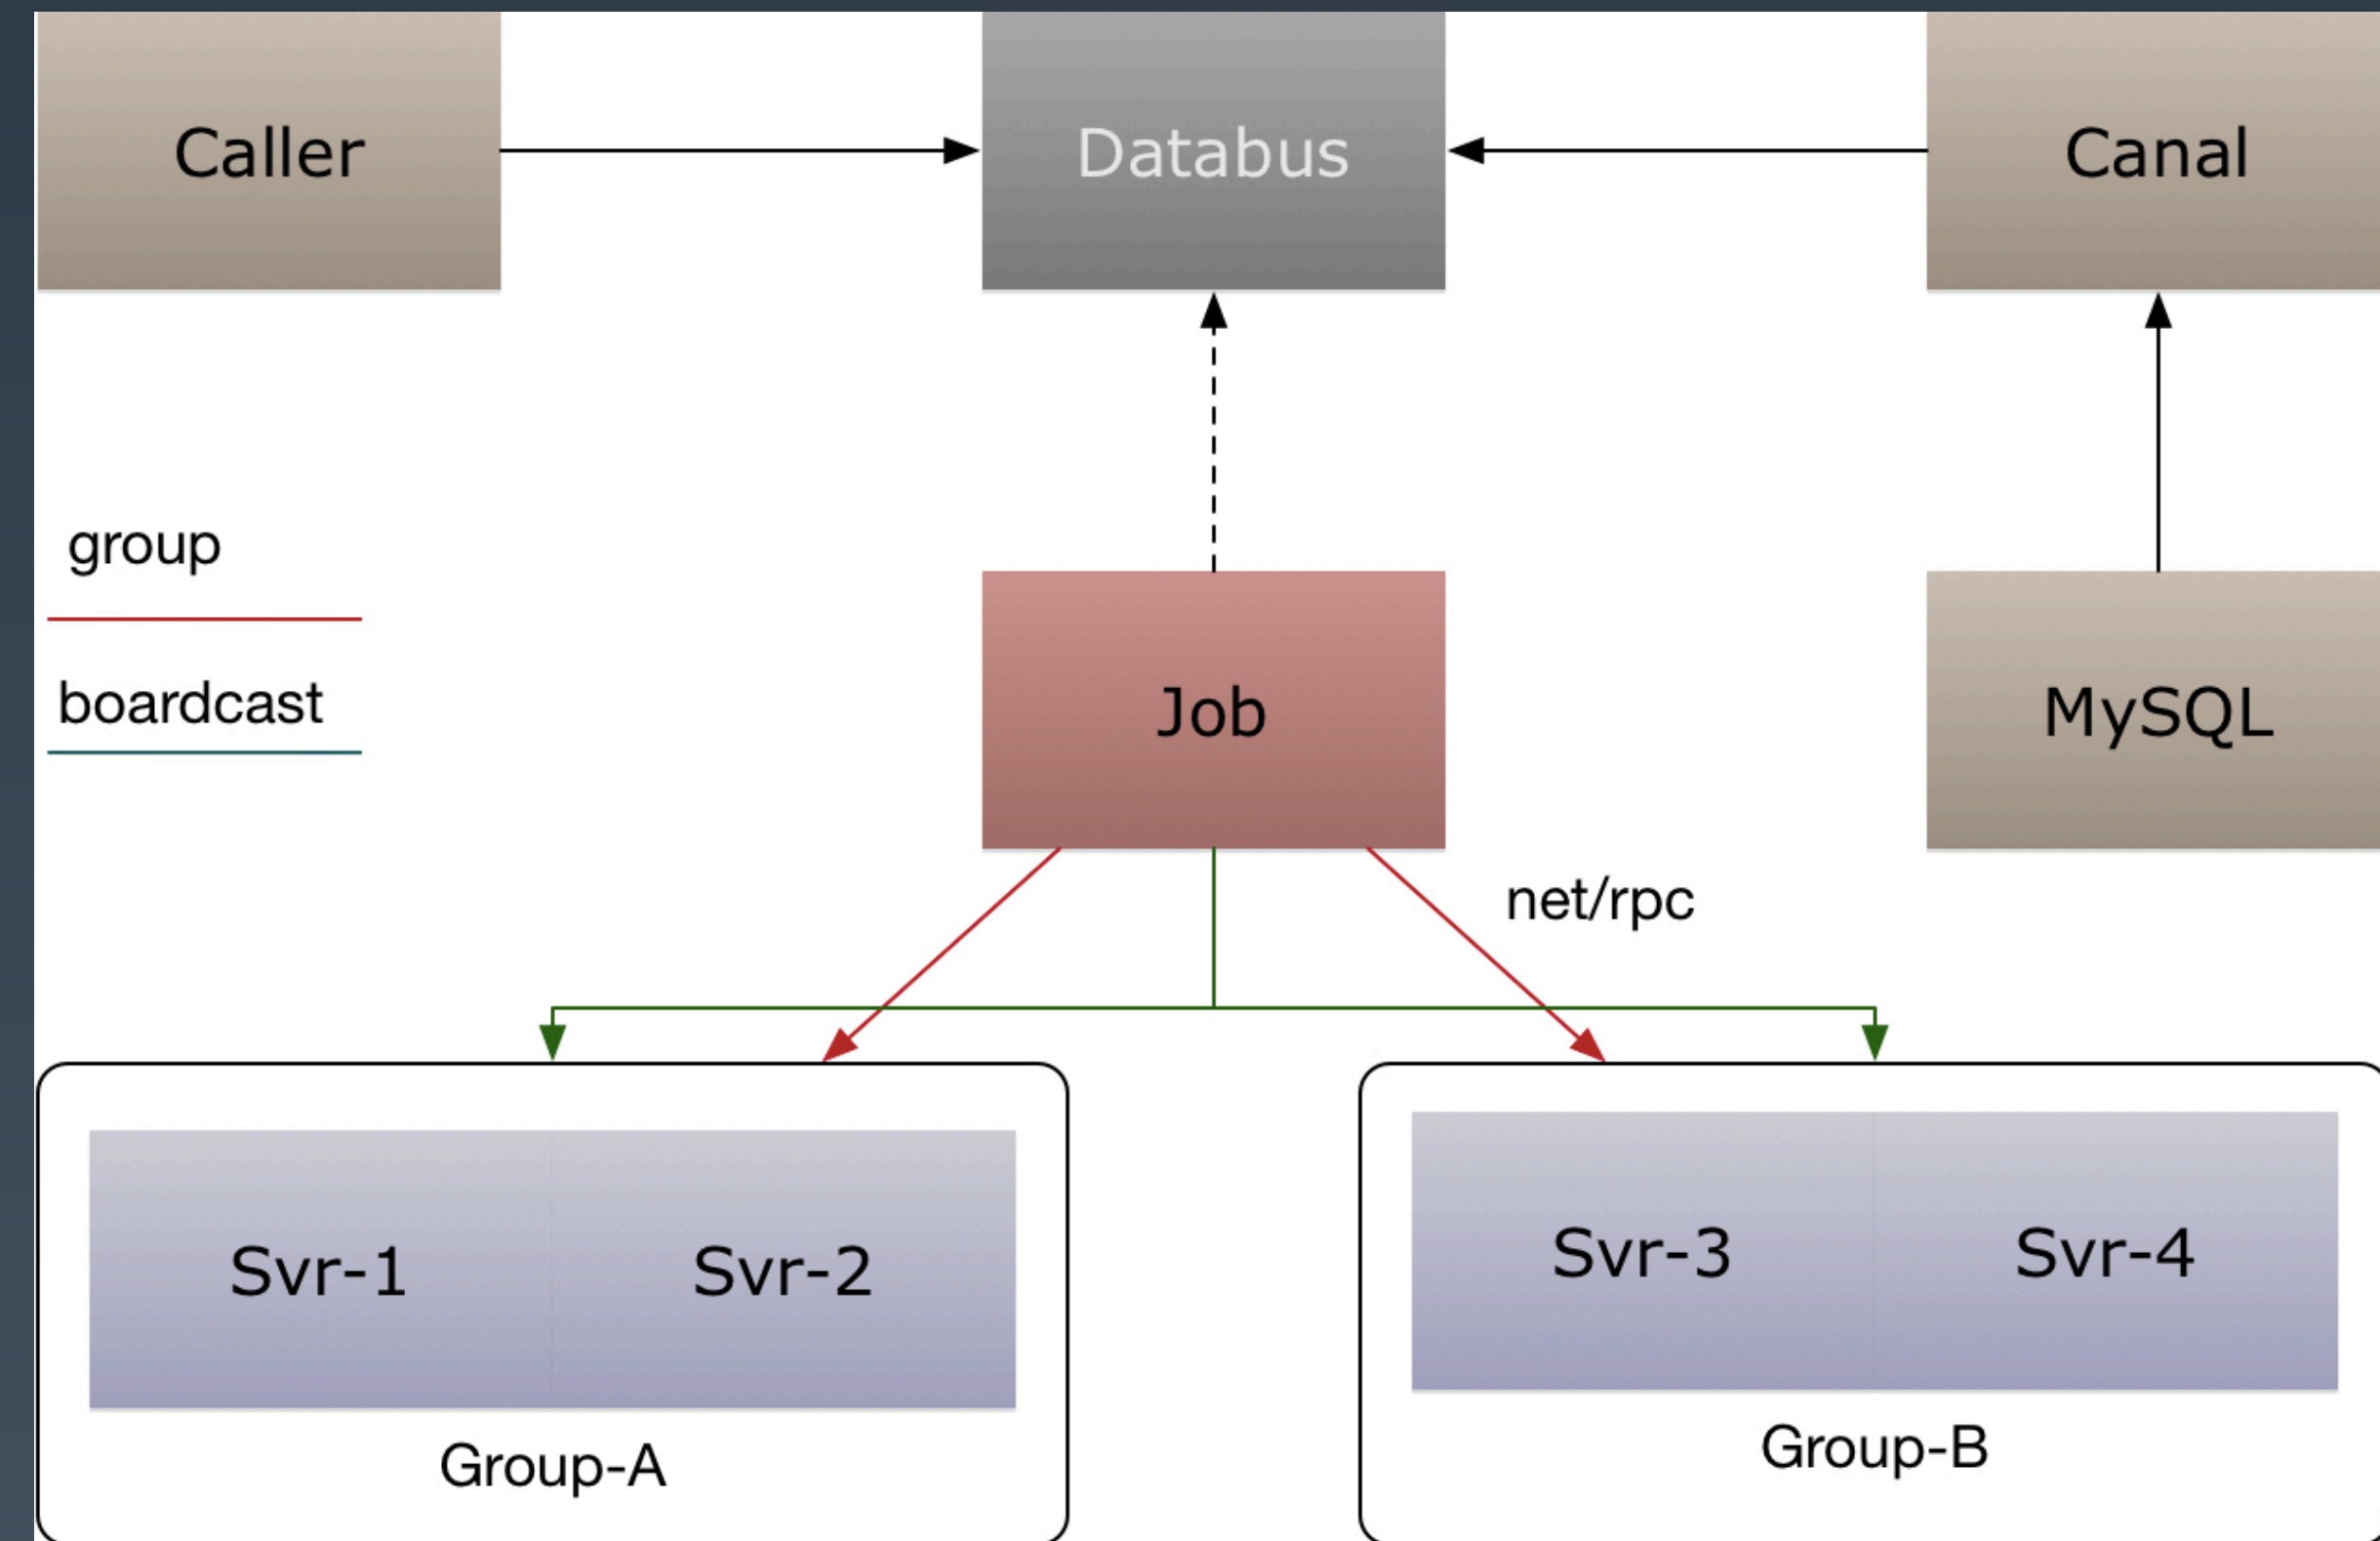 Caller
Databus
Canal
group
boardcast
Job
MySQL
net/rpc
Svr-1
Svr-2
Svr-3
Svr-4
Group-A
Group-B